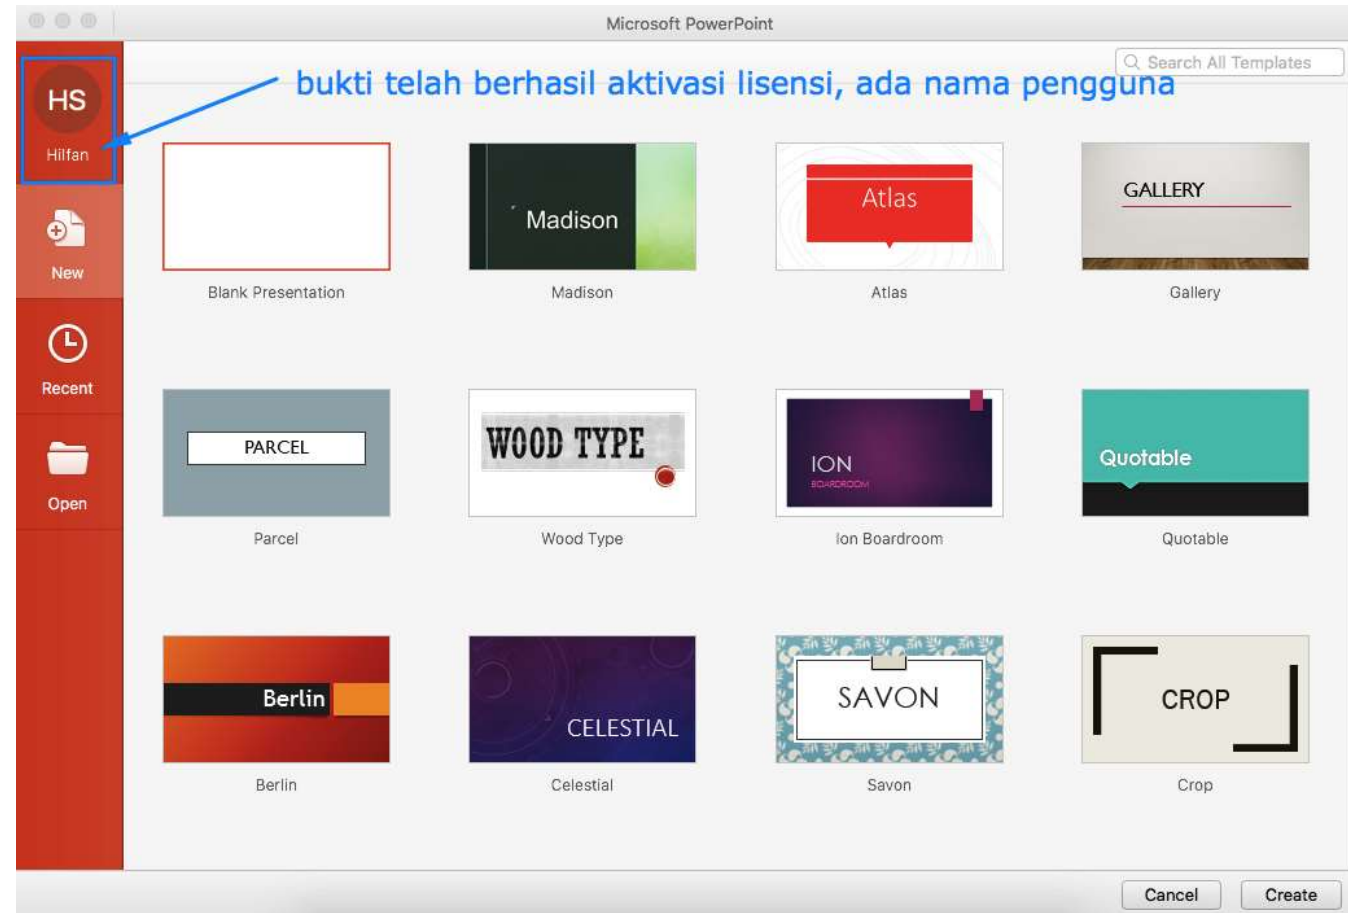 Microsoft PowerPoint
Search All Templates
bukti telah berhasil aktivasi lisensi, ada nama pengguna
HS
Hilfan
New
Recent
Open
Madison
Atlas
GALLERY
Blank Presentation
Madison
Atlas
Gallery
PARCEL
WOOD TYPE
ION
BOARDROOM
Quotable
Parcel
Wood Type
Ion Boardroom
Quotable
Berlin
CELESTIAL
SAVON
CROP
Berlin
Celestial
Savon
Crop
Cancel
Create